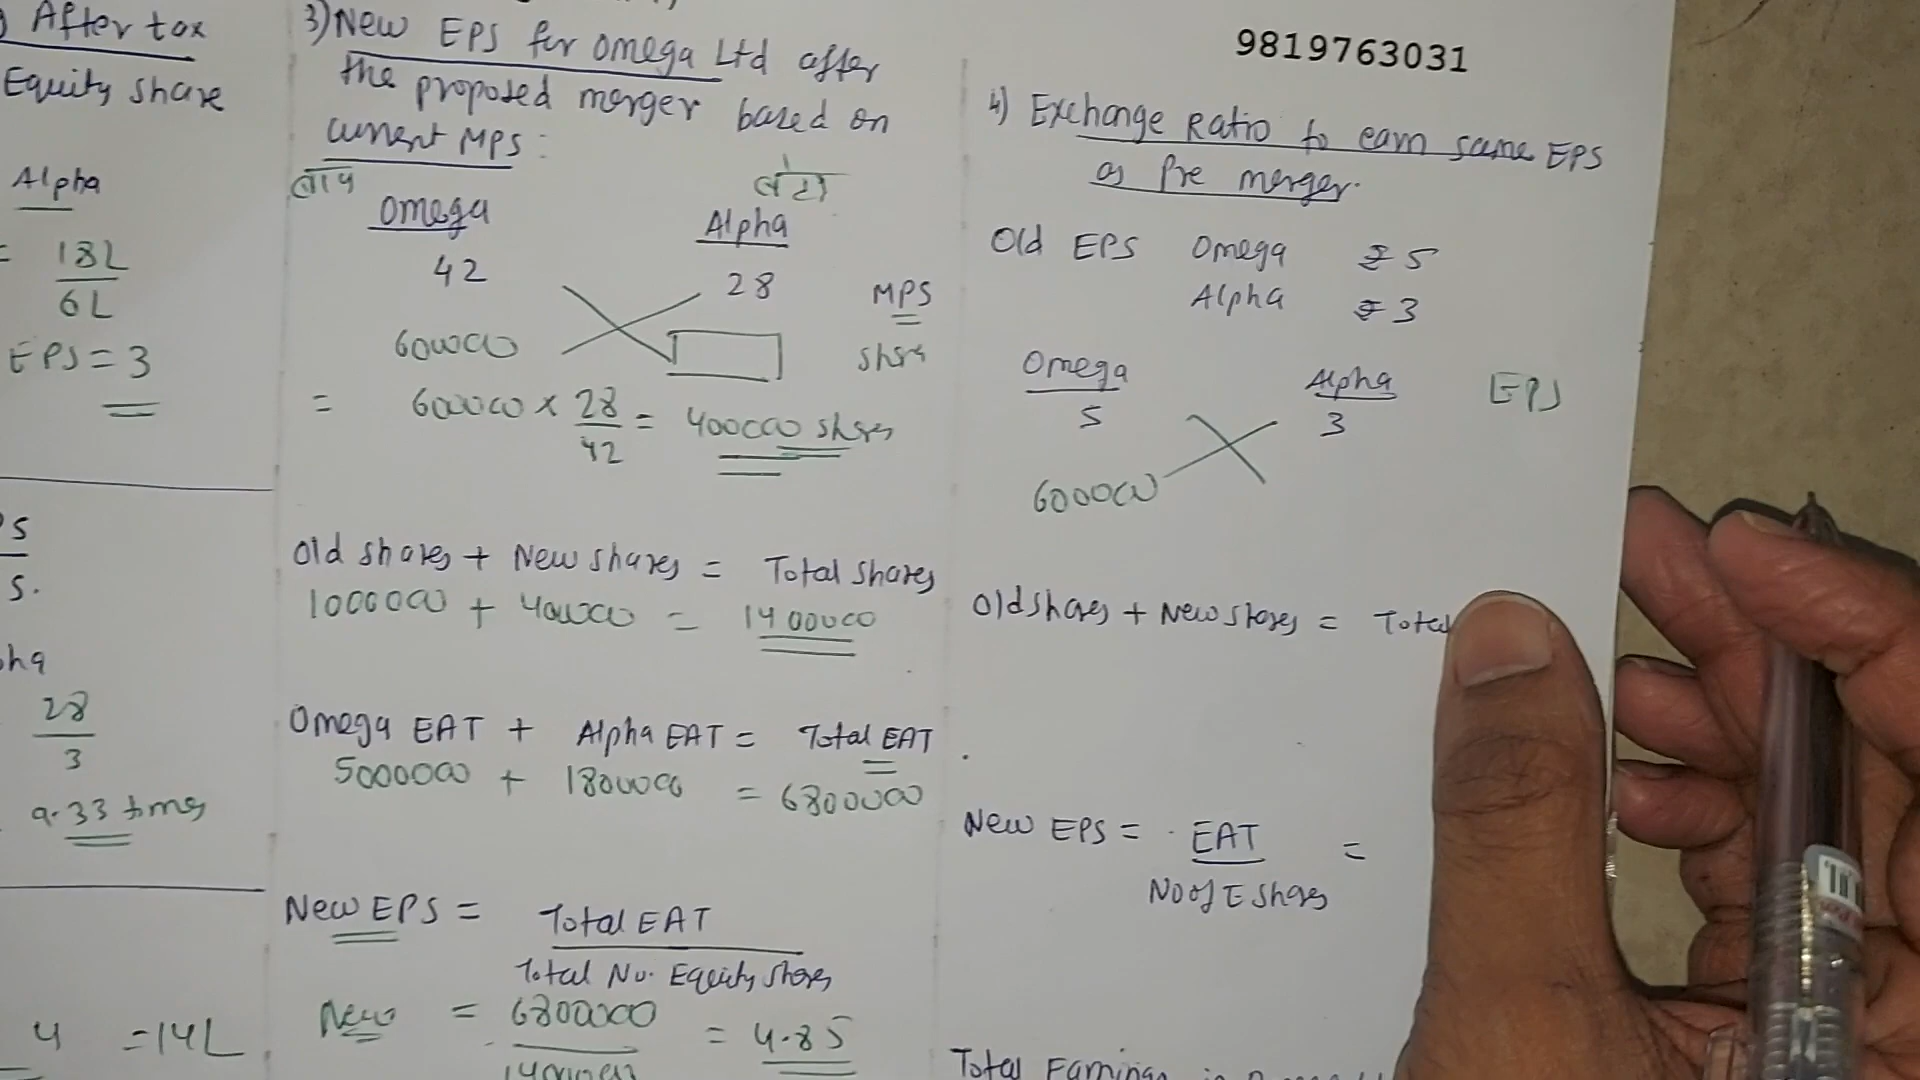 After tax
Equity share
Alpha
= 18L
6L
EPS = 3
S
S.
28
3
9.33 times
4 = 14L
3) New EPS for Omega Ltd after
the proposed merger based on
current MPS:
Omega Alpha
42 28 MPS
600000
= 600000 × 28 = 400000 shares
42
Old shares + New shares = Total shares
1000000 + 400000 = 1400000
Omega EAT + Alpha EAT = Total EAT
5000000 + 1800000 = 6800000
New EPS = Total EAT
Total No. Equity shares
New = 6800000 = 4.85
1400000
9819763031
4) Exchange Ratio to earn same EPS
as Pre merger.
Old EPS Omega ₹ 5
Alpha ₹ 3
Omega Alpha EPS
5 3
600000
Old shares + New shares = Total
New EPS = EAT =
No of E shares
Total Earnings